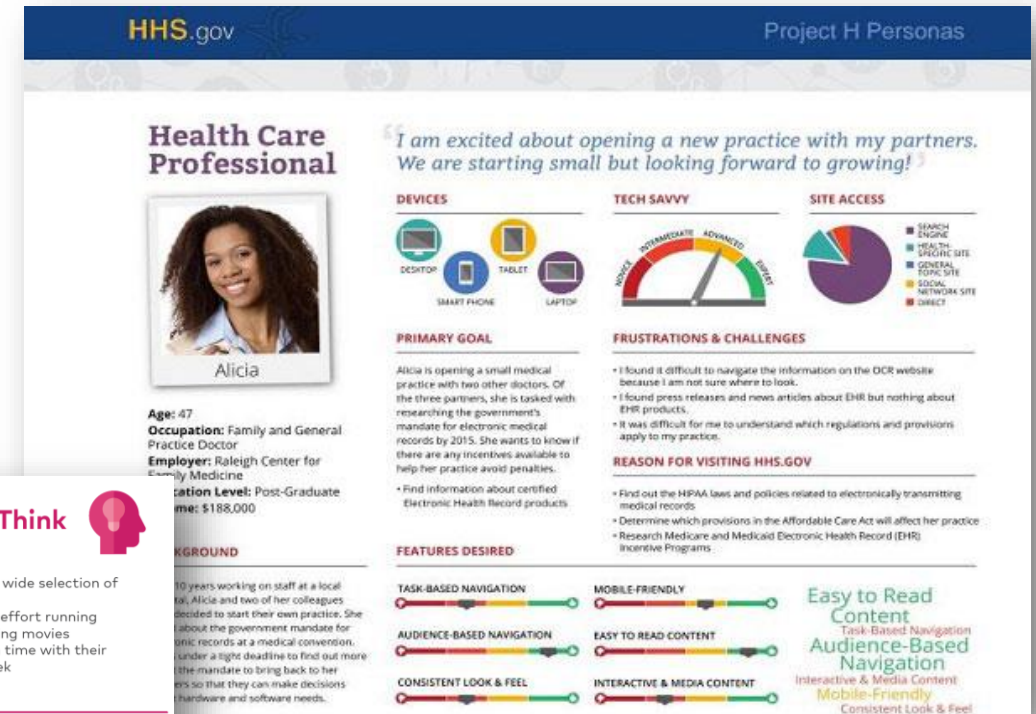 HHS.gov
Project H Personas
Health Care
Professional
"I am excited about opening a new practice with my partners.
We are starting small but looking forward to growing!"
Alicia
Age: 47
Occupation: Family and General
Practice Doctor
Employer: Raleigh Center for
Family Medicine
cation Level: Post-Graduate
me: $188,000
KGROUND
10 years working on staff at a local
tal, Alicia and two of her colleagues
decided to start their own practice. She
about the government mandate for
onic records at a medical convention.
under a tight deadline to find out more
the mandate to bring back to her
ers so that they can make decisions
hardware and software needs.
DEVICES
DESKTOP
SMART PHONE
TABLET
LAPTOP
TECH SAVVY
NOVICE
INTERMEDIATE
ADVANCED
EXPERT
SITE ACCESS
SEARCH
ENGINE
HEALTH-
SPECIFIC SITE
GENERAL
TOPIC SITE
SOCIAL
NETWORK SITE
DIRECT
PRIMARY GOAL
Alicia is opening a small medical
practice with two other doctors. Of
the three partners, she is tasked with
researching the government's
mandate for electronic medical
records by 2015. She wants to know if
there are any incentives available to
help her practice avoid penalties.
• Find information about certified
Electronic Health Record products
FRUSTRATIONS & CHALLENGES
• I found it difficult to navigate the information on the OCR website
because I am not sure where to look.
• I found press releases and news articles about EHR but nothing about
EHR products.
• It was difficult for me to understand which regulations and provisions
apply to my practice.
REASON FOR VISITING HHS.GOV
• Find out the HIPAA laws and policies related to electronically transmitting
medical records
• Determine which provisions in the Affordable Care Act will affect her practice
• Research Medicare and Medicaid Electronic Health Record (EHR)
Incentive Programs
FEATURES DESIRED
TASK-BASED NAVIGATION
MOBILE-FRIENDLY
AUDIENCE-BASED NAVIGATION
EASY TO READ CONTENT
CONSISTENT LOOK & FEEL
INTERACTIVE & MEDIA CONTENT
Easy to Read
Content
Task-Based Navigation
Audience-Based
Navigation
Interactive & Media Content
Mobile-Friendly
Consistent Look & Feel
Think
wide selection of
effort running
ng movies
time with their
ek